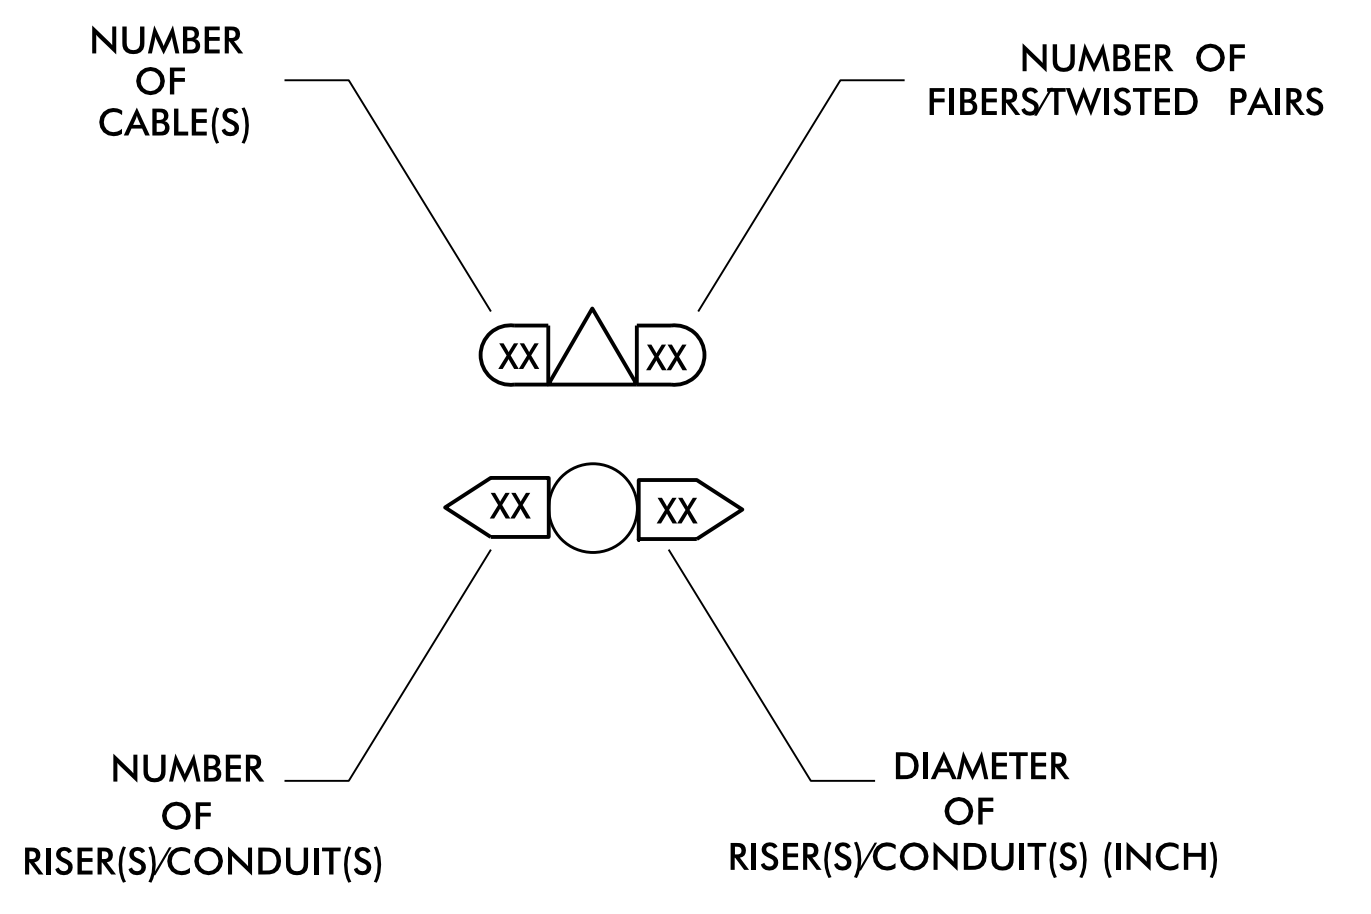 NUMBER
OF
CABLE(S)
NUMBER OF
FIBERS/TWISTED PAIRS
XX XX
XX XX
NUMBER
OF
RISER(S)/CONDUIT(S)
DIAMETER
OF
RISER(S)/CONDUIT(S) (INCH)